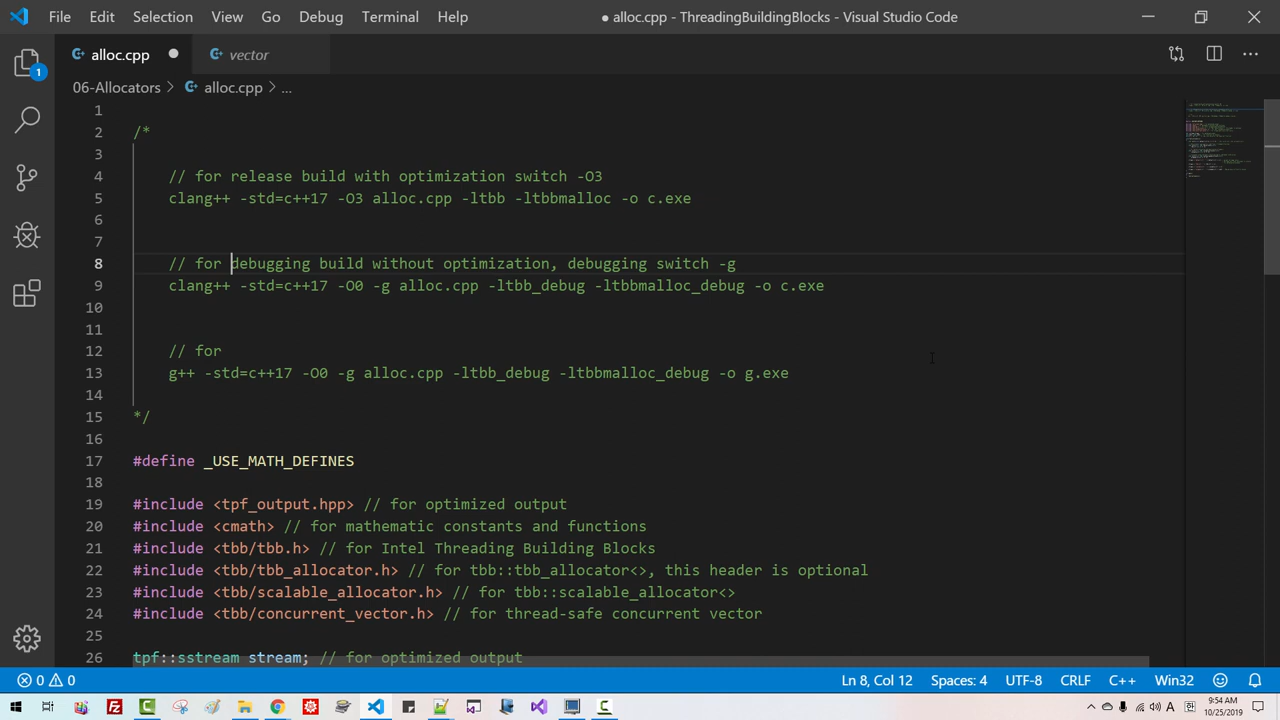 File Edit Selection View Go Debug Terminal Help
● alloc.cpp - ThreadingBuildingBlocks - Visual Studio Code
alloc.cpp ● vector
06-Allocators > alloc.cpp > ...
1
2 /*
3
4 // for release build with optimization switch -O3
5 clang++ -std=c++17 -O3 alloc.cpp -ltbb -ltbbmalloc -o c.exe
6
7
8 // for debugging build without optimization, debugging switch -g
9 clang++ -std=c++17 -O0 -g alloc.cpp -ltbb_debug -ltbbmalloc_debug -o c.exe
10
11
12 // for
13 g++ -std=c++17 -O0 -g alloc.cpp -ltbb_debug -ltbbmalloc_debug -o g.exe
14
15 */
16
17 #define _USE_MATH_DEFINES
18
19 #include <tpf_output.hpp> // for optimized output
20 #include <cmath> // for mathematic constants and functions
21 #include <tbb/tbb.h> // for Intel Threading Building Blocks
22 #include <tbb/tbb_allocator.h> // for tbb::tbb_allocator<>, this header is optional
23 #include <tbb/scalable_allocator.h> // for tbb::scalable_allocator<>
24 #include <tbb/concurrent_vector.h> // for thread-safe concurrent vector
25
26 tpf::sstream stream; // for optimized output
0 0 Ln 8, Col 12 Spaces: 4 UTF-8 CRLF C++ Win32
9:54 AM
10/25/2019